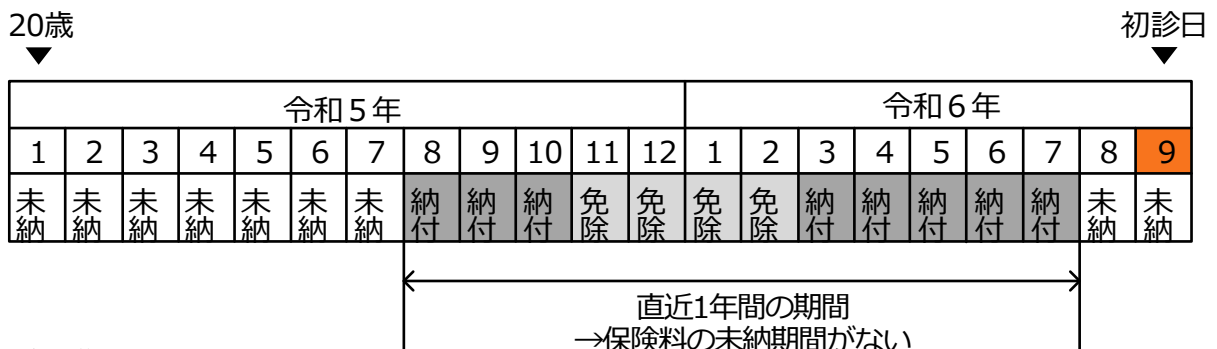 20歳 初診日
▼ ▼
令和5年 令和6年
1 2 3 4 5 6 7 8 9 10 11 12 1 2 3 4 5 6 7 8 9
未納 未納 未納 未納 未納 未納 未納 納付 納付 納付 免除 免除 免除 免除 納付 納付 納付 納付 納付 未納 未納
直近1年間の期間
→保険料の未納期間がない